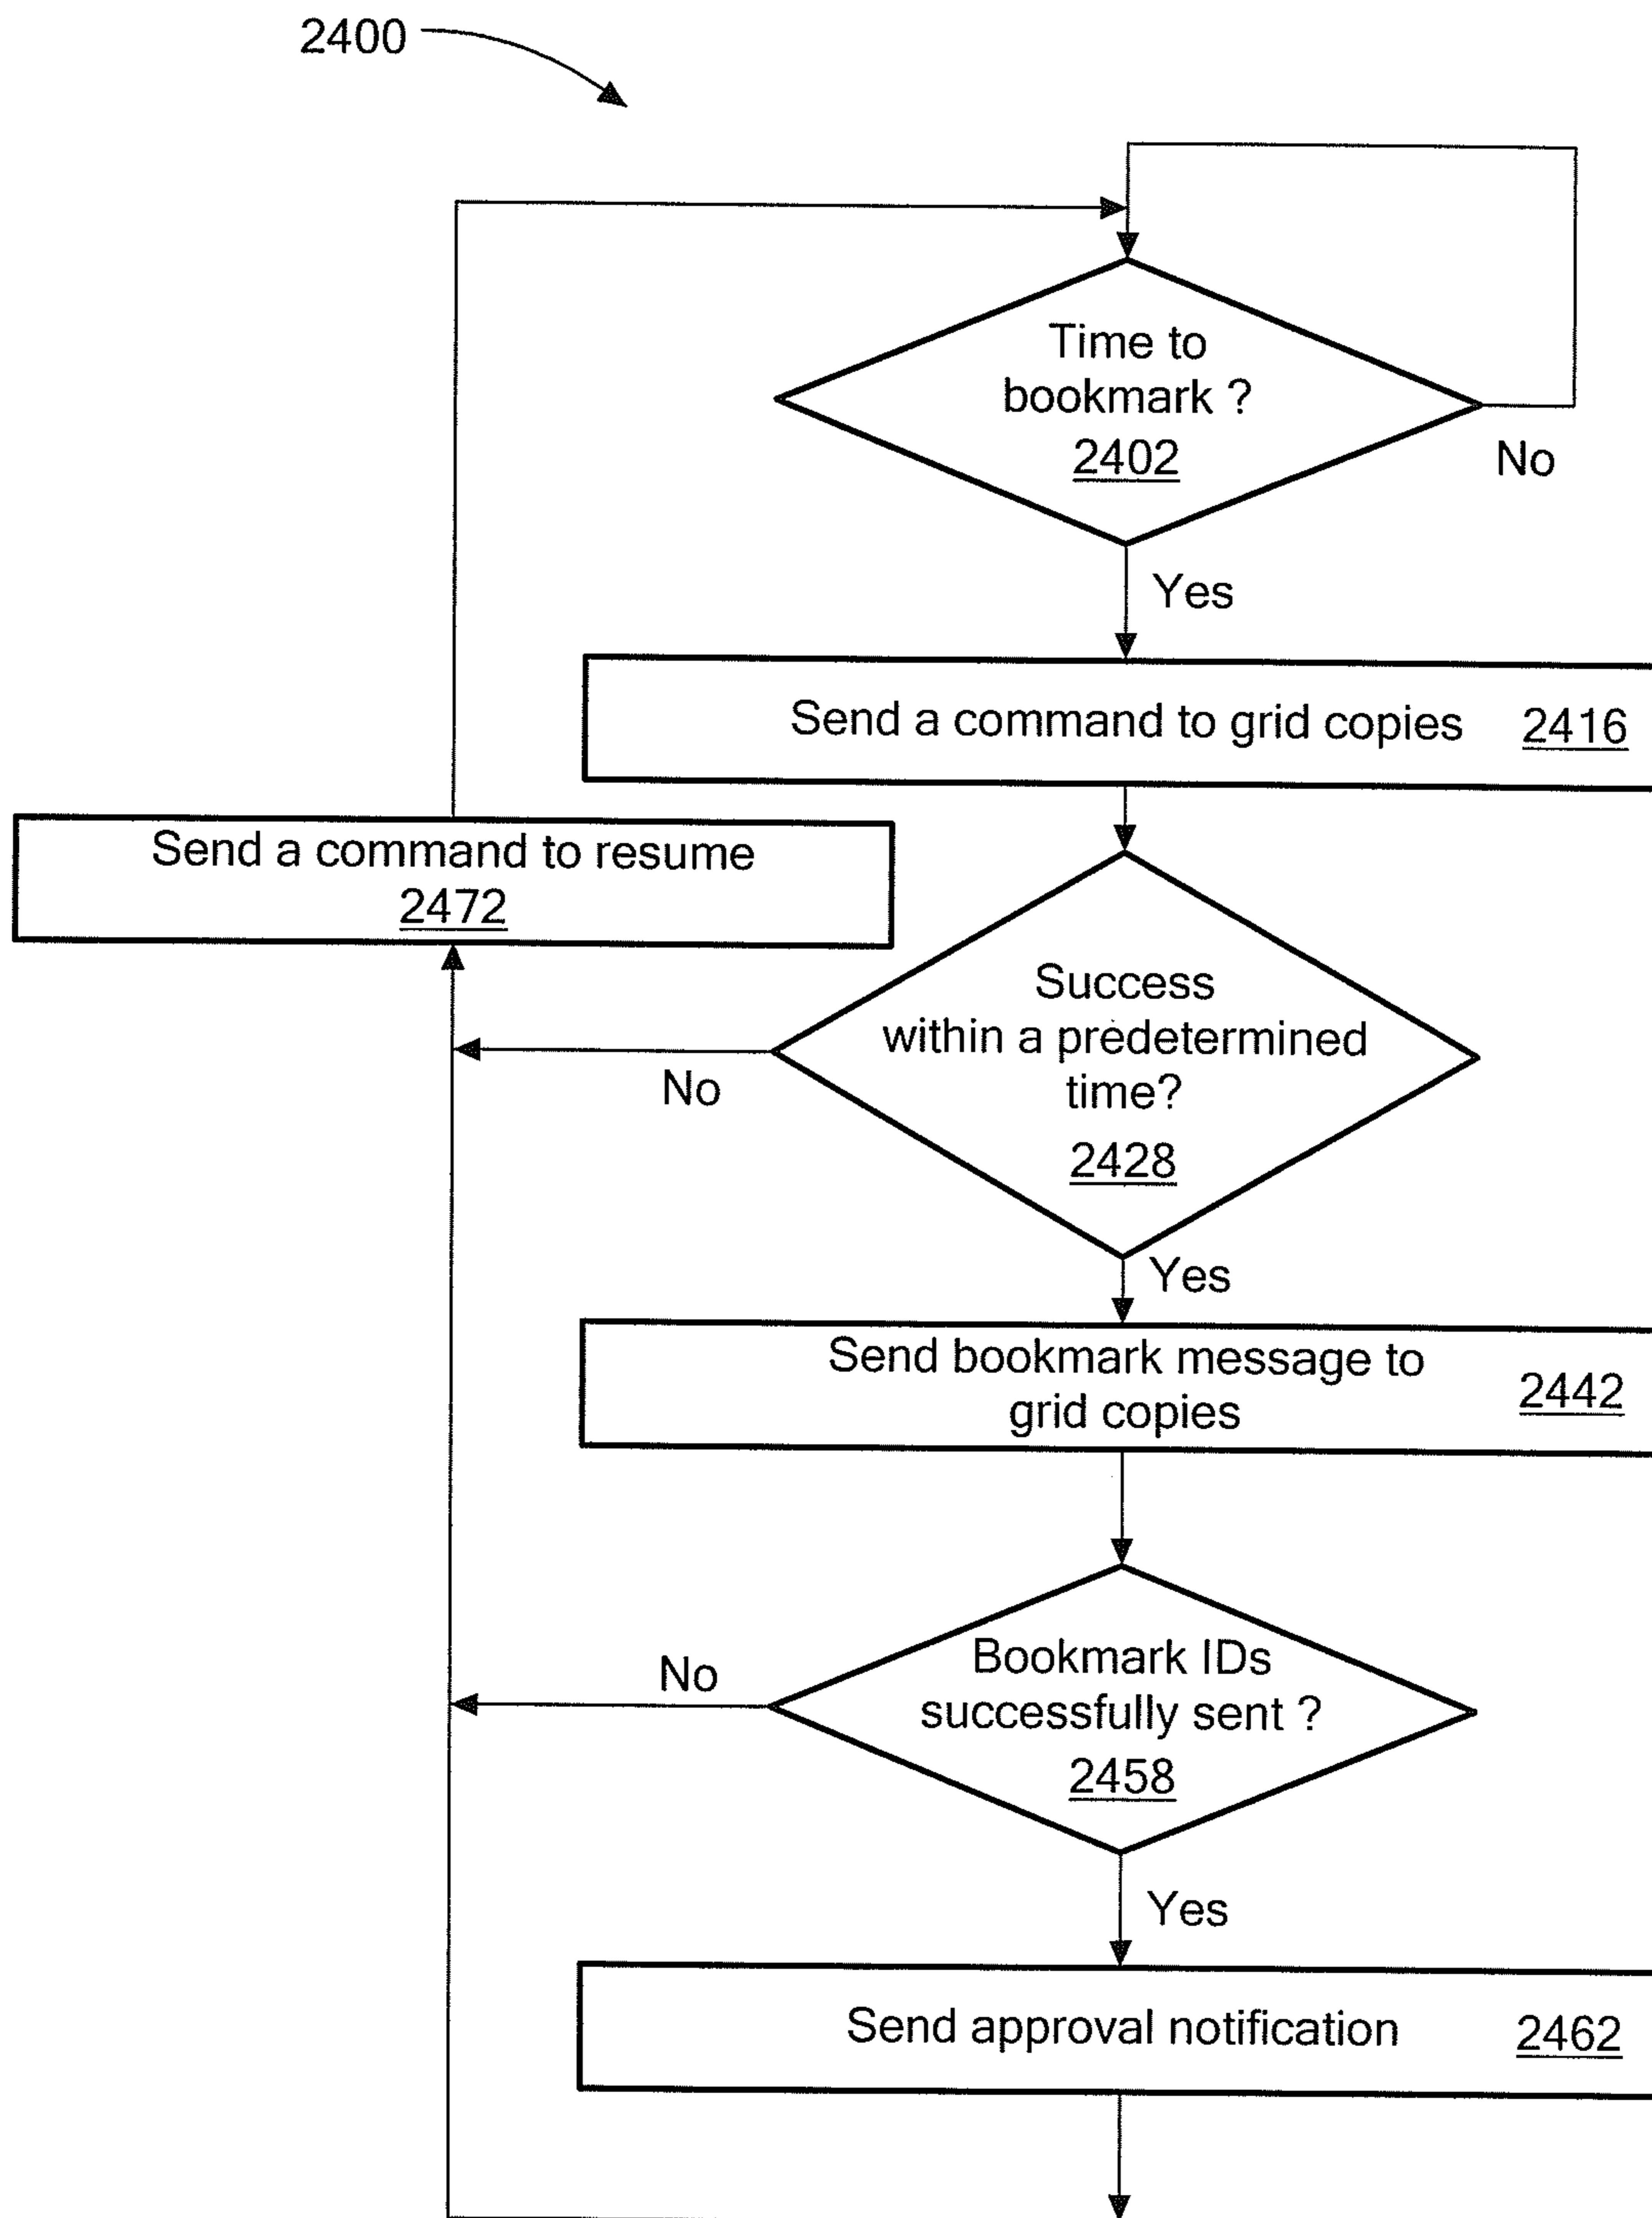 2400
Time to
bookmark ?
2402
No
Yes
Send a command to grid copies 2416
Send a command to resume
2472
Success
within a predetermined
time?
2428
No
Yes
Send bookmark message to
grid copies
2442
Bookmark IDs
successfully sent ?
2458
No
Yes
Send approval notification 2462